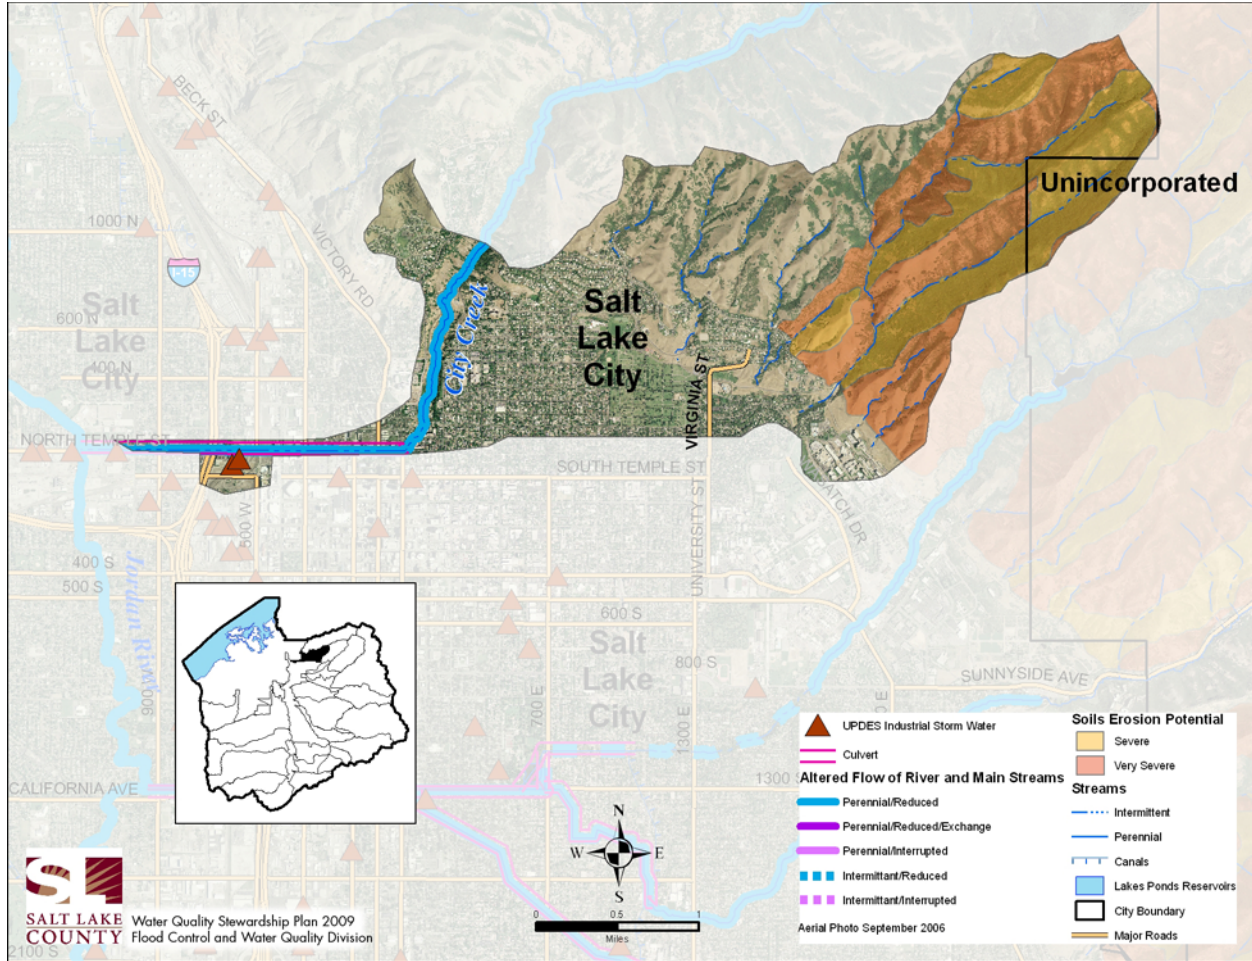 BECK ST
1000 N
VICTORY RD
I-15
Unincorporated
Salt
Lake
City
600 N
400 N
City Creek
Salt
Lake
City
VIRGINIA ST
NORTH TEMPLE ST
SOUTH TEMPLE ST
500 W
UNIVERSITY ST
400 S
500 S
Jordan River
600 S
Salt
Lake
City
800 S
SUNNYSIDE AVE
900 W
700 E
1300 E
CALIFORNIA AVE
1300 S
2100 S
N
W
E
S
0
0.5
1
Miles
SL
SALT LAKE
COUNTY
Water Quality Stewardship Plan 2009
Flood Control and Water Quality Division
UPDES Industrial Storm Water
Culvert
Altered Flow of River and Main Streams
Perennial/Reduced
Perennial/Reduced/Exchange
Perennial/Interrupted
Intermittant/Reduced
Intermittant/Interrupted
Aerial Photo September 2006
Soils Erosion Potential
Severe
Very Severe
Streams
Intermittent
Perennial
Canals
Lakes Ponds Reservoirs
City Boundary
Major Roads